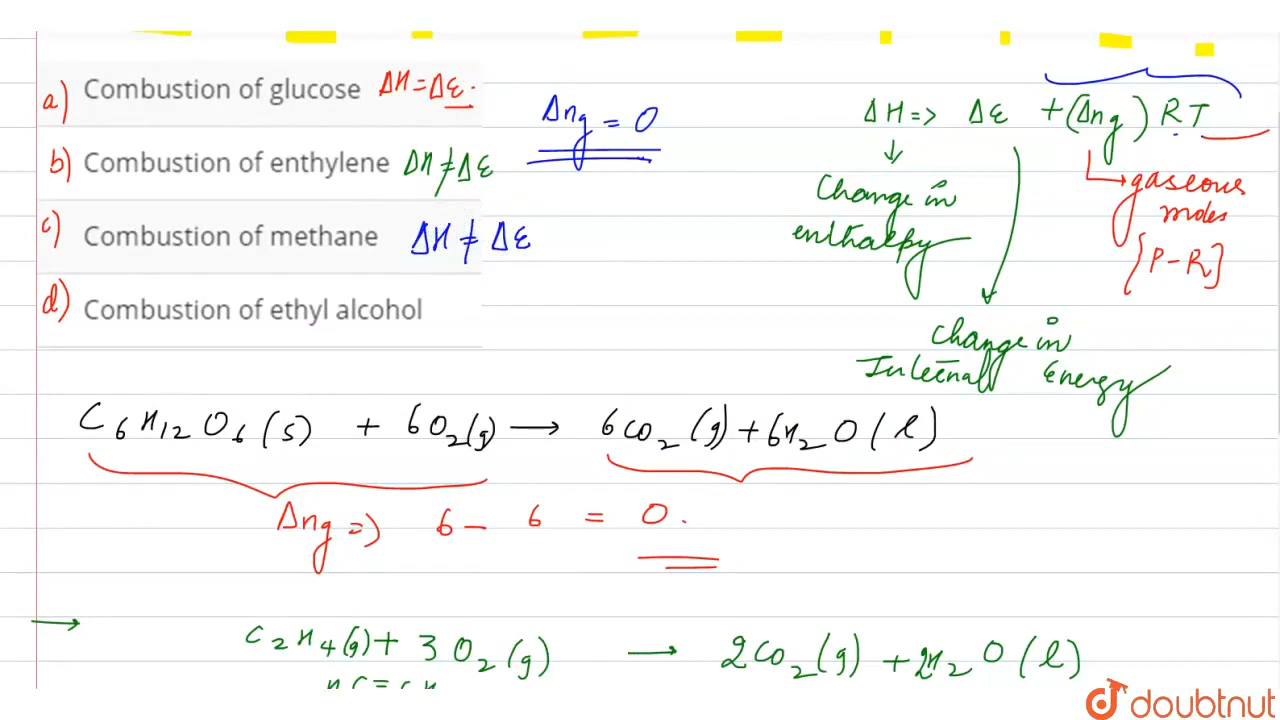 a) Combustion of glucose ΔH = ΔE.
b) Combustion of enthylene ΔH ≠ ΔE
c) Combustion of methane ΔH ≠ ΔE
d) Combustion of ethyl alcohol
Δng = 0
ΔH => ΔE + (Δng) RT
Change in
enthalpy
gaseous
moles
[P-R]
Change in
Internal Energy
C6H12O6(s) + 6O2(g) → 6CO2(g) + 6H2O(l)
Δng => 6 - 6 = 0.
→
C2H4(g) + 3O2(g) → 2CO2(g) + 2H2O(l)
doubtnut